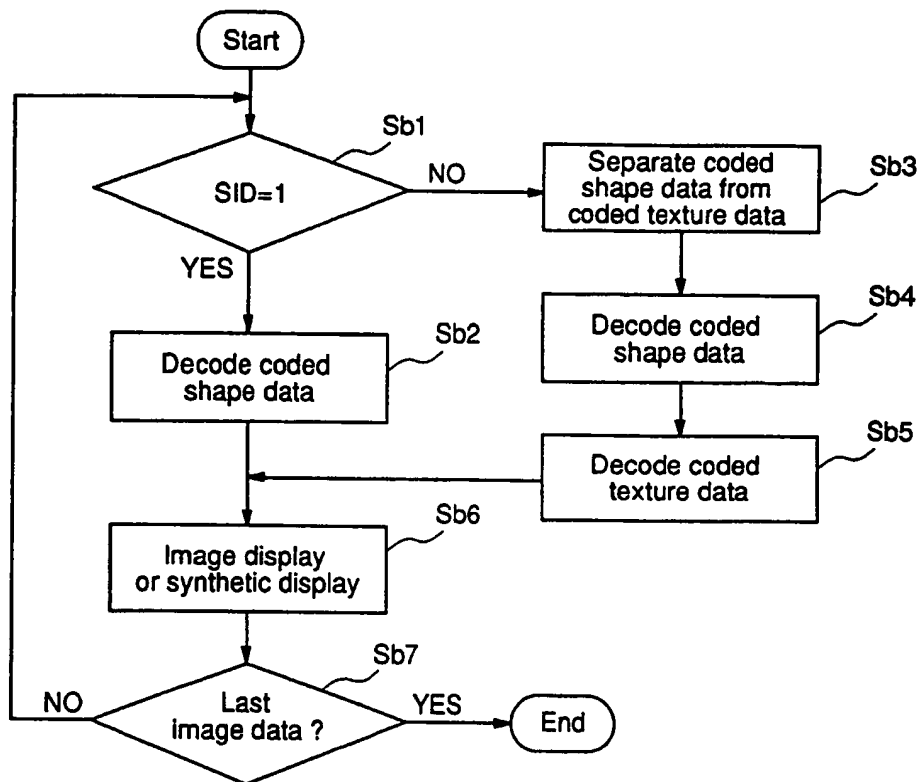 Start
Sb1
SID=1
NO
YES
Separate coded
shape data from
coded texture data
Sb3
Sb2
Decode coded
shape data
Sb4
Decode coded
shape data
Sb5
Decode coded
texture data
Sb6
Image display
or synthetic display
Sb7
Last
image data ?
NO
YES
End